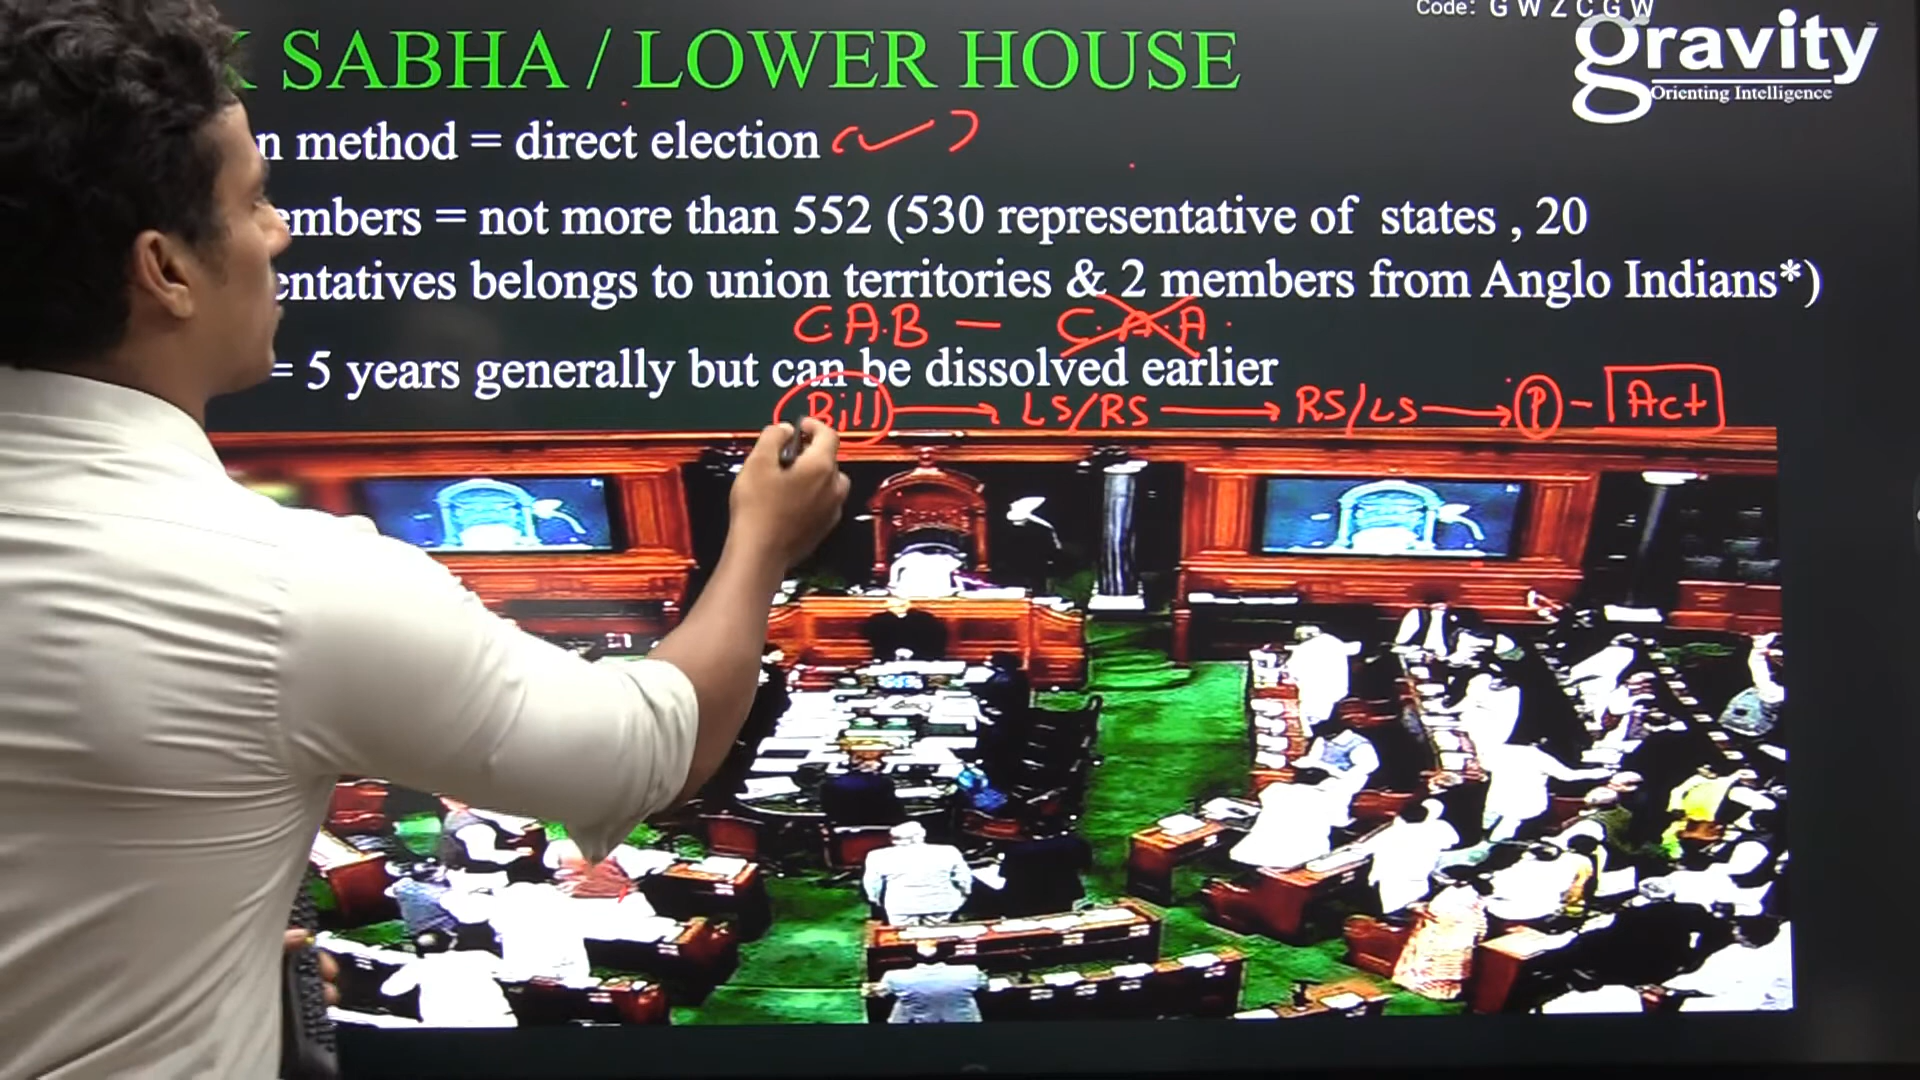 Code: G W Z C G W
gravity
Orienting Intelligence
K SABHA / LOWER HOUSE
n method = direct election
embers = not more than 552 (530 representative of states , 20
entatives belongs to union territories & 2 members from Anglo Indians*)
C.A.B – C.A.A.
= 5 years generally but can be dissolved earlier
Bill → LS/RS → RS/LS → P - Act